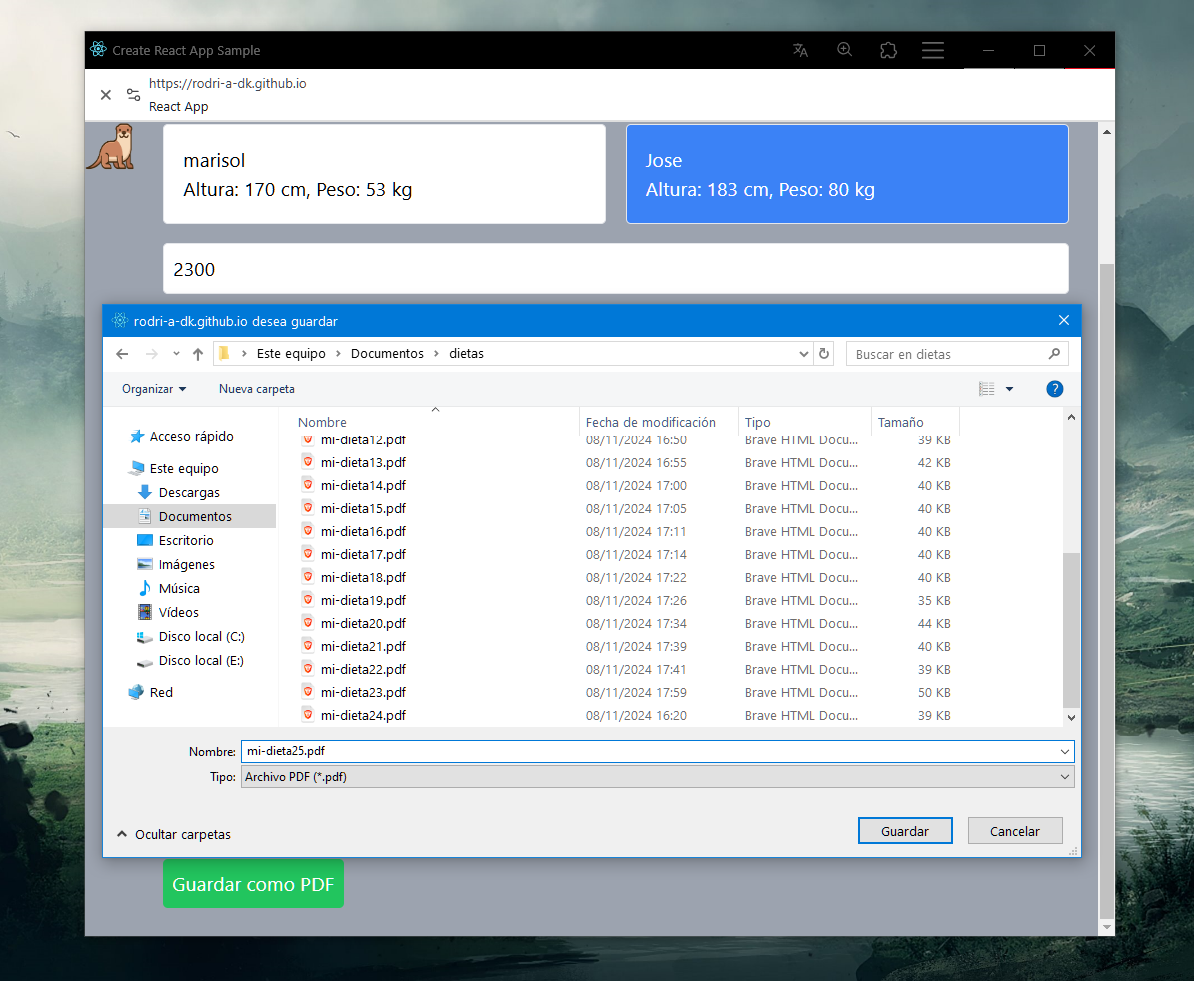 Create React App Sample
https://rodri-a-dk.github.io
React App
marisol
Altura: 170 cm, Peso: 53 kg
Jose
Altura: 183 cm, Peso: 80 kg
2300
rodri-a-dk.github.io desea guardar
Este equipo > Documentos > dietas
Buscar en dietas
Organizar
Nueva carpeta
?
Acceso rápido
Este equipo
Descargas
Documentos
Escritorio
Imágenes
Música
Vídeos
Disco local (C:)
Disco local (E:)
Red
Nombre Fecha de modificación Tipo Tamaño
mi-dieta12.pdf 08/11/2024 16:50 Brave HTML Docu... 39 KB
mi-dieta13.pdf 08/11/2024 16:55 Brave HTML Docu... 42 KB
mi-dieta14.pdf 08/11/2024 17:00 Brave HTML Docu... 40 KB
mi-dieta15.pdf 08/11/2024 17:05 Brave HTML Docu... 40 KB
mi-dieta16.pdf 08/11/2024 17:11 Brave HTML Docu... 40 KB
mi-dieta17.pdf 08/11/2024 17:14 Brave HTML Docu... 40 KB
mi-dieta18.pdf 08/11/2024 17:22 Brave HTML Docu... 40 KB
mi-dieta19.pdf 08/11/2024 17:26 Brave HTML Docu... 35 KB
mi-dieta20.pdf 08/11/2024 17:34 Brave HTML Docu... 44 KB
mi-dieta21.pdf 08/11/2024 17:39 Brave HTML Docu... 40 KB
mi-dieta22.pdf 08/11/2024 17:41 Brave HTML Docu... 39 KB
mi-dieta23.pdf 08/11/2024 17:59 Brave HTML Docu... 50 KB
mi-dieta24.pdf 08/11/2024 16:20 Brave HTML Docu... 39 KB
Nombre: mi-dieta25.pdf
Tipo: Archivo PDF (*.pdf)
Ocultar carpetas
Guardar
Cancelar
Guardar como PDF